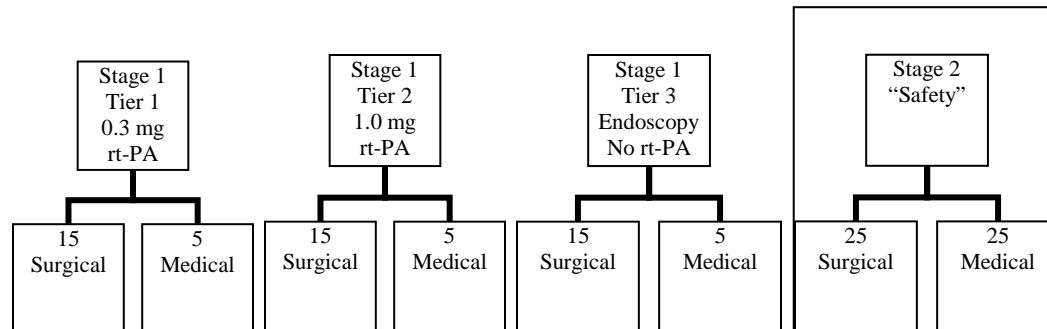 Stage 1
Tier 1
0.3 mg
rt-PA
Stage 1
Tier 2
1.0 mg
rt-PA
Stage 1
Tier 3
Endoscopy
No rt-PA
Stage 2
“Safety”
15
Surgical
5
Medical
15
Surgical
5
Medical
15
Surgical
5
Medical
25
Surgical
25
Medical